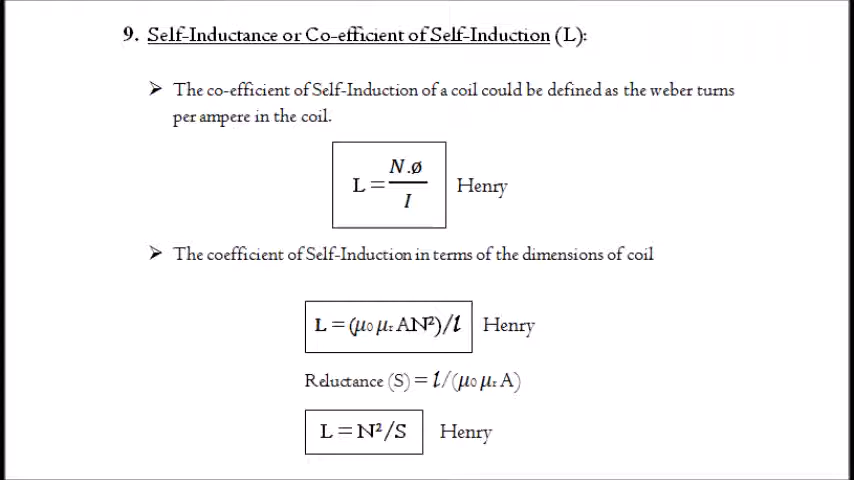 9. Self-Inductance or Co-efficient of Self-Induction (L):
➢ The co-efficient of Self-Induction of a coil could be defined as the weber turns
per ampere in the coil.
L = N.ø / I Henry
➢ The coefficient of Self-Induction in terms of the dimensions of coil
L = (μ₀ μᵣ AN²)/l Henry
Reluctance (S) = l/(μ₀ μᵣ A)
L = N²/S Henry